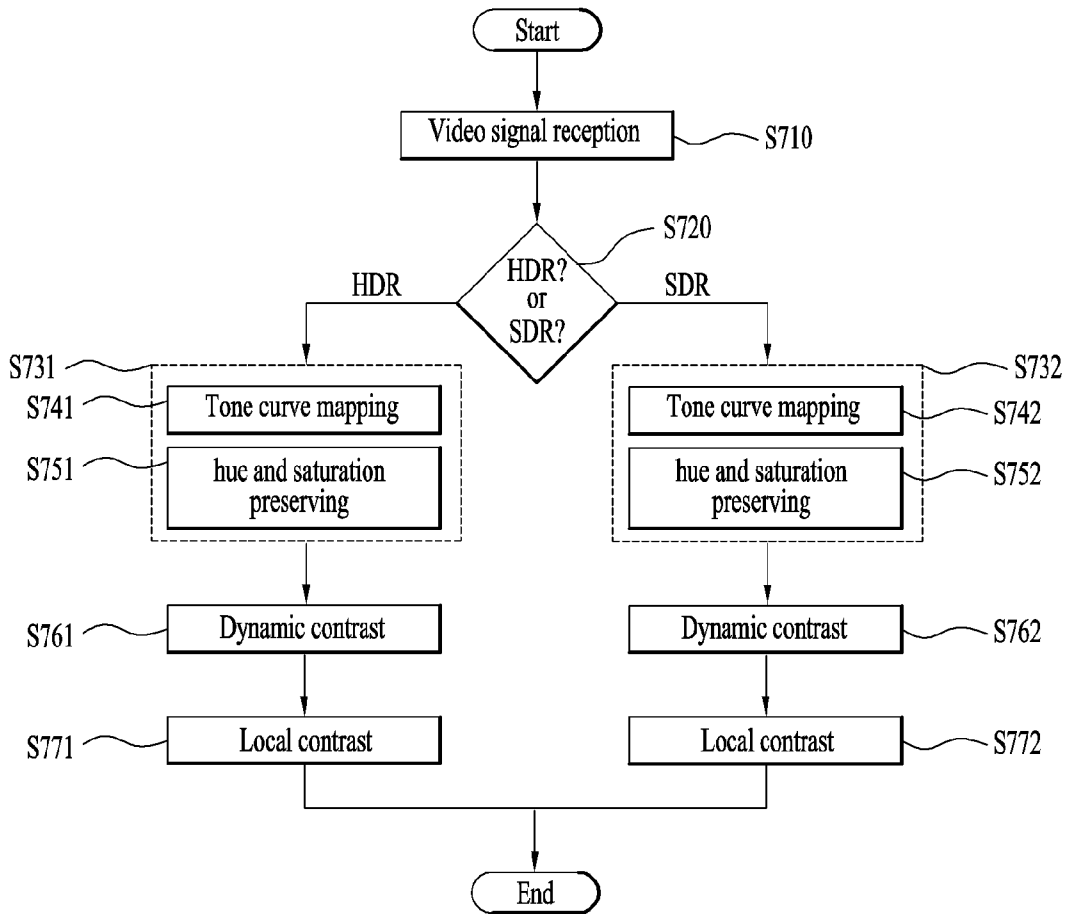 Start
Video signal reception
S710
S720
HDR?
or
SDR?
HDR
SDR
S731
S741
Tone curve mapping
S751
hue and saturation
preserving
S732
Tone curve mapping
S742
hue and saturation
preserving
S752
S761
Dynamic contrast
Dynamic contrast
S762
S771
Local contrast
Local contrast
S772
End